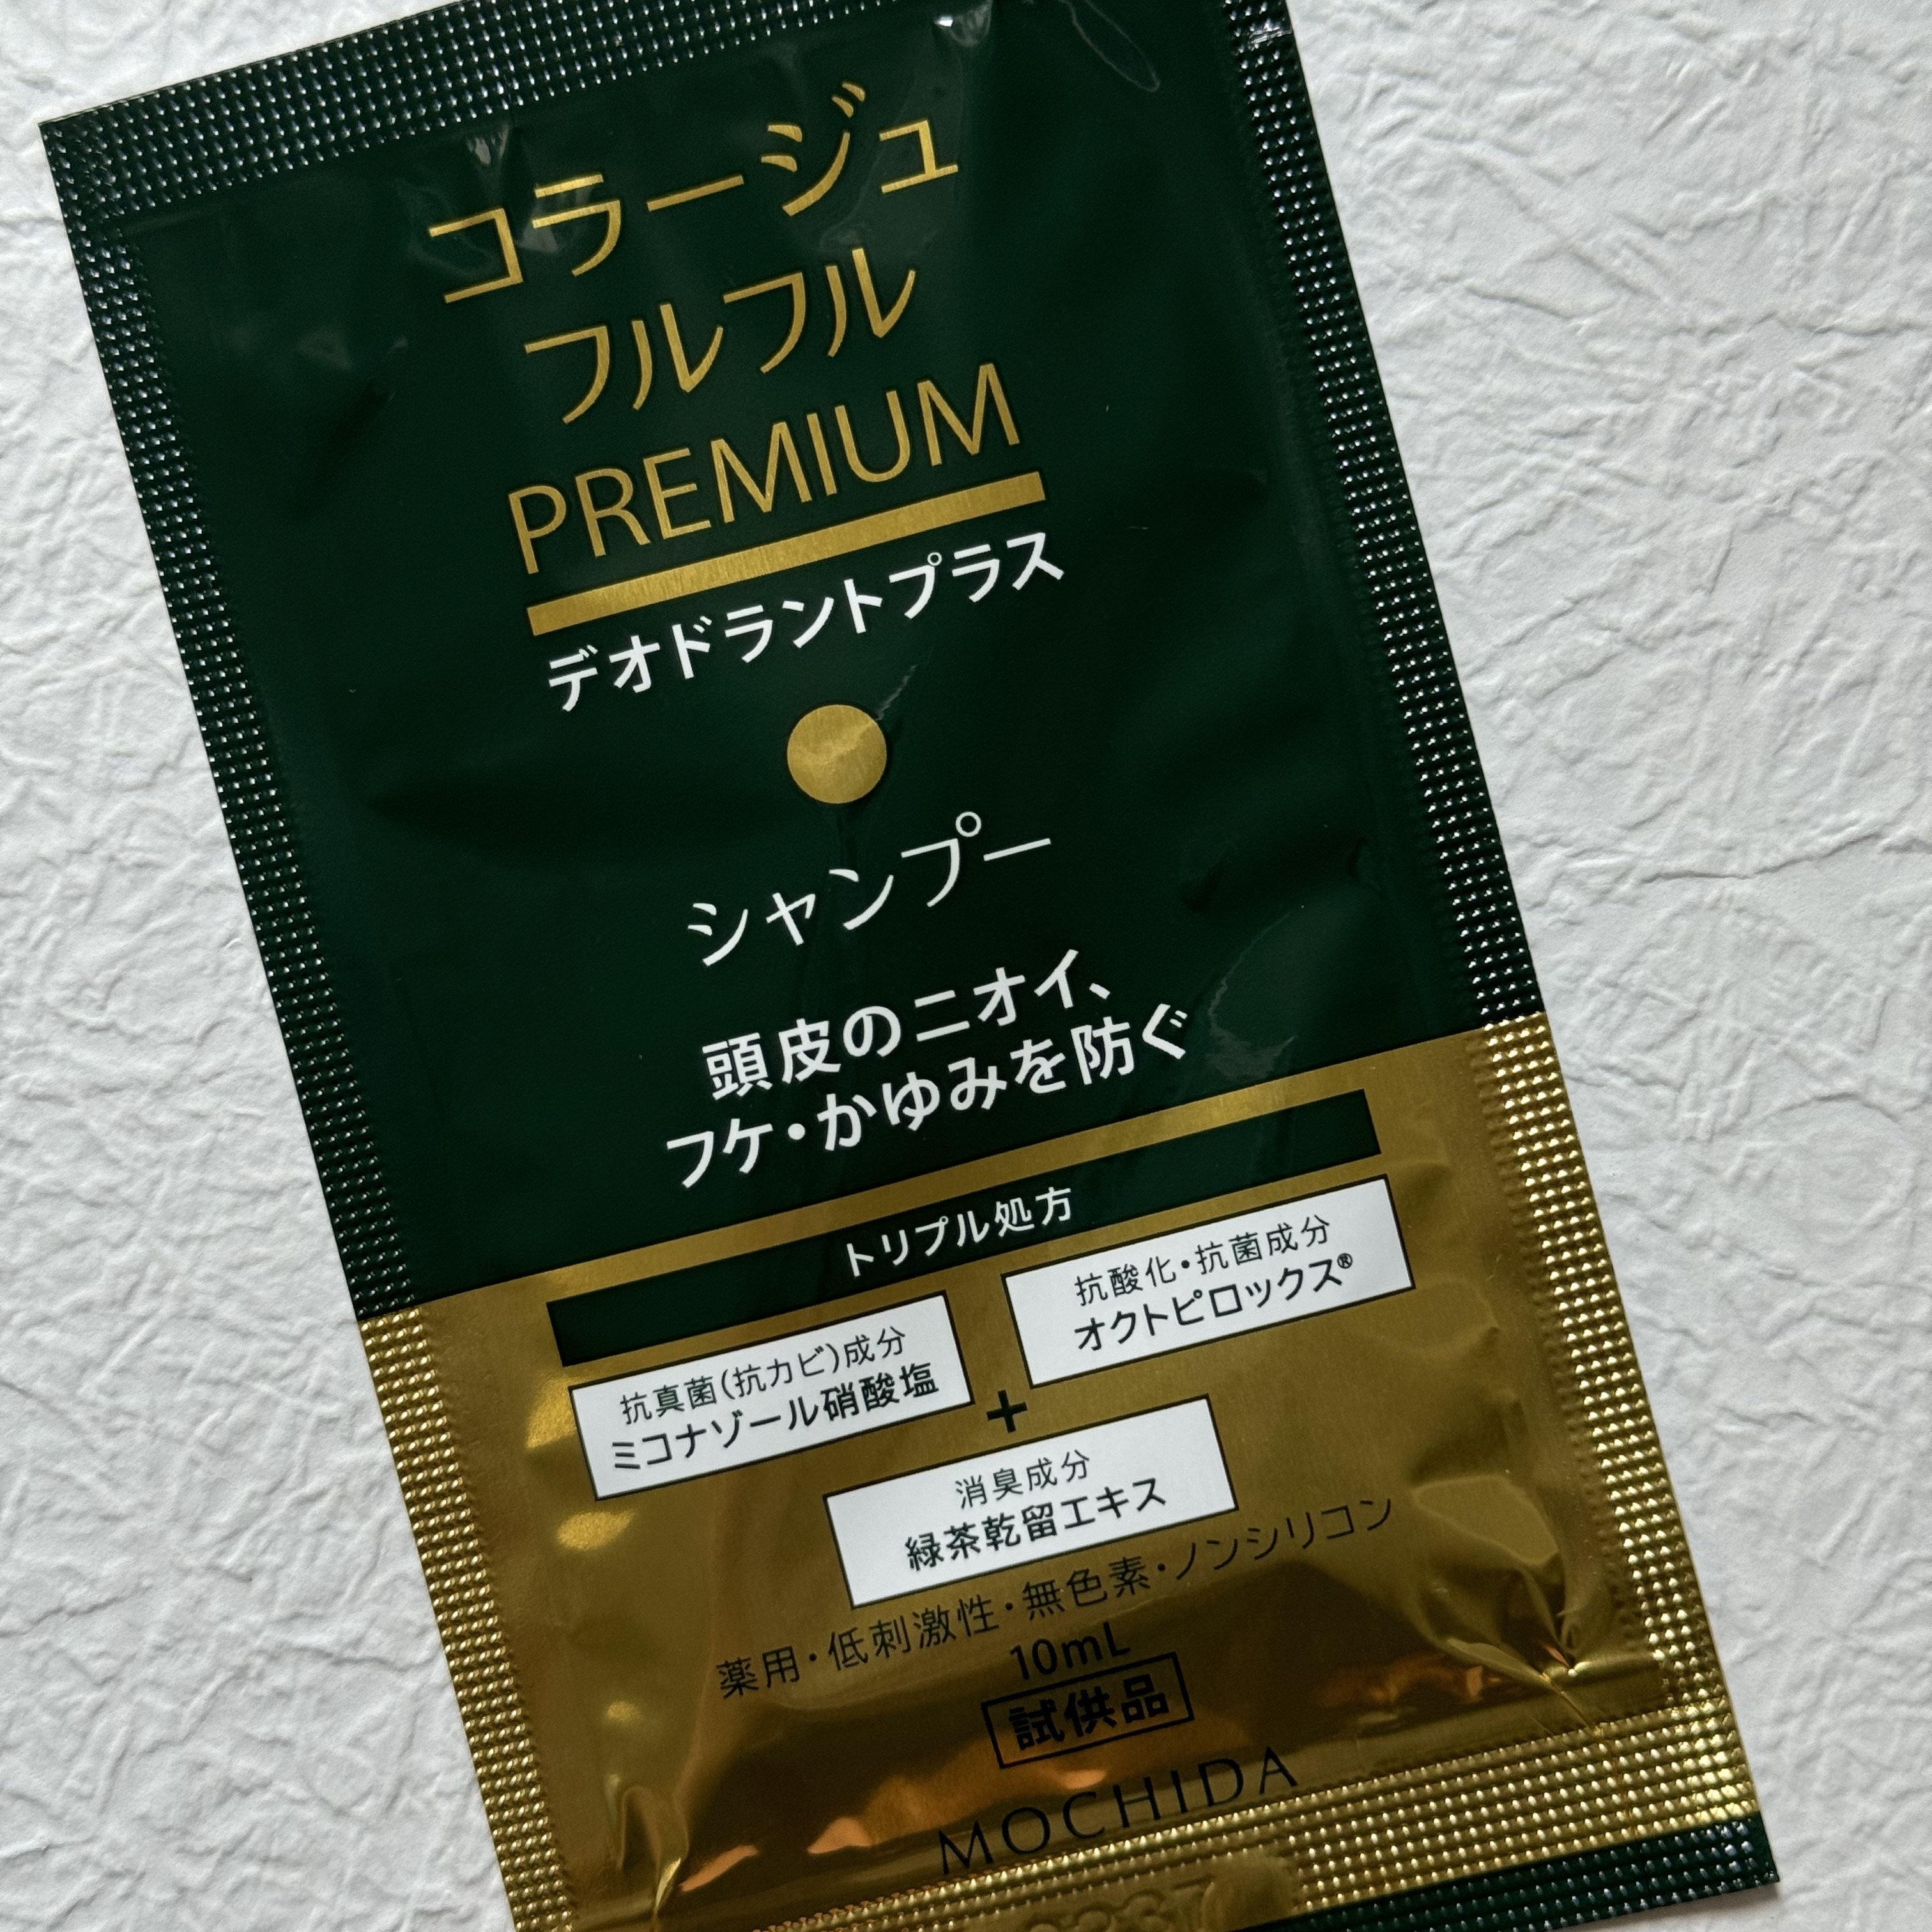 コラージュ
フルフル
PREMIUM
デオドラントプラス
シャンプー
頭皮のニオイ、
フケ・かゆみを防ぐ
トリプル処方
抗真菌(抗カビ)成分
ミコナゾール硝酸塩
+
抗酸化・抗菌成分
オクトピロックス®
消臭成分
緑茶乾留エキス
薬用・低刺激性・無色素・ノンシリコン
10mL
試供品
MOCHIDA